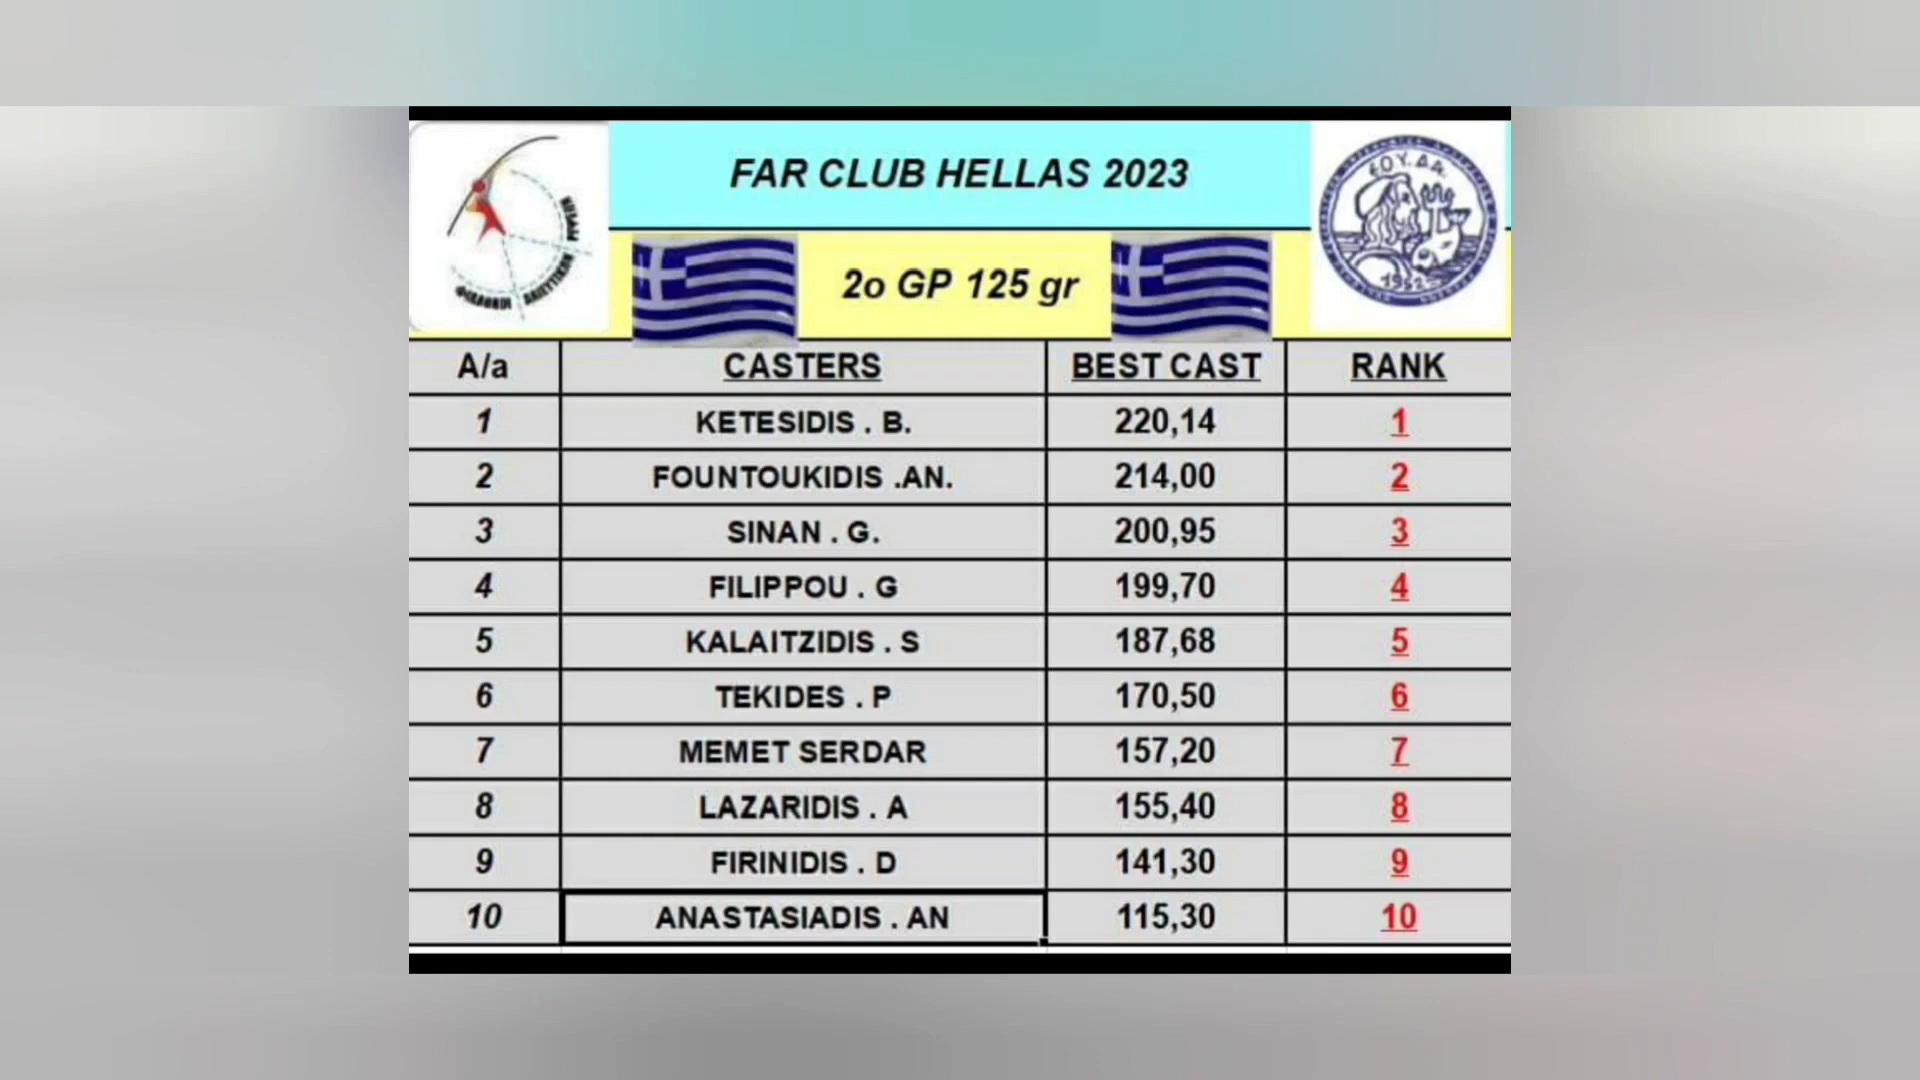 FAR CLUB HELLAS 2023
ΣΟΥ.ΔΑ.
1952
2o GP 125 gr
A/a CASTERS BEST CAST RANK
1 KETESIDIS . B. 220,14 1
2 FOUNTOUKIDIS .AN. 214,00 2
3 SINAN . G. 200,95 3
4 FILIPPOU . G 199,70 4
5 KALAITZIDIS . S 187,68 5
6 TEKIDES . P 170,50 6
7 MEMET SERDAR 157,20 7
8 LAZARIDIS . A 155,40 8
9 FIRINIDIS . D 141,30 9
10 ANASTASIADIS . AN 115,30 10